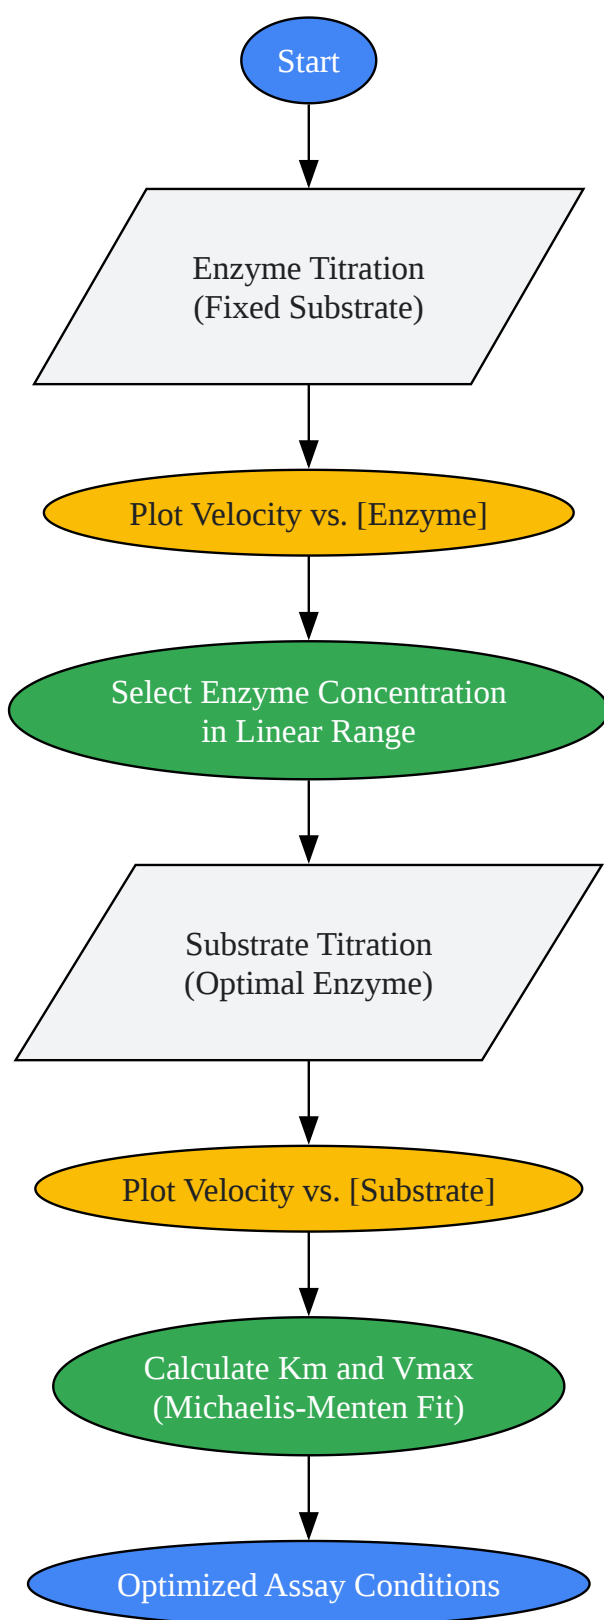 Start
Enzyme Titration
(Fixed Substrate)
Plot Velocity vs. [Enzyme]
Select Enzyme Concentration
in Linear Range
Substrate Titration
(Optimal Enzyme)
Plot Velocity vs. [Substrate]
Calculate Km and Vmax
(Michaelis-Menten Fit)
Optimized Assay Conditions